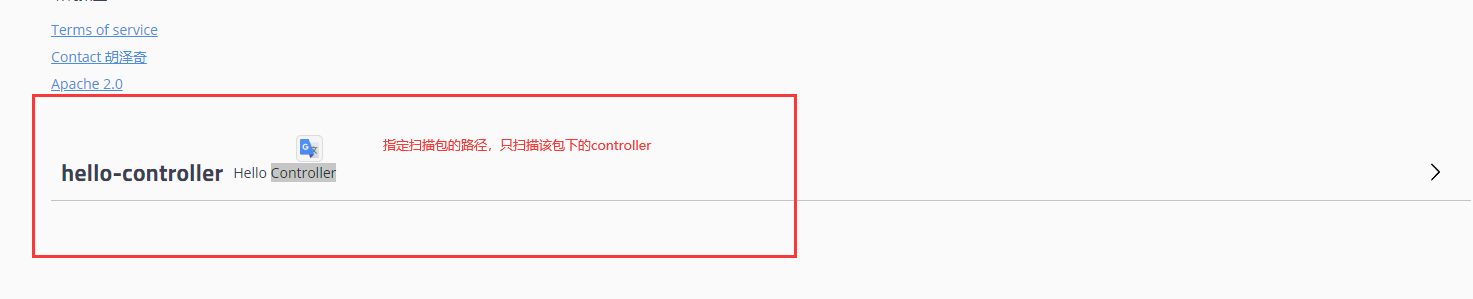 Terms of service
Contact 胡泽奇
Apache 2.0
指定扫描包的路径，只扫描该包下的controller
hello-controller Hello Controller